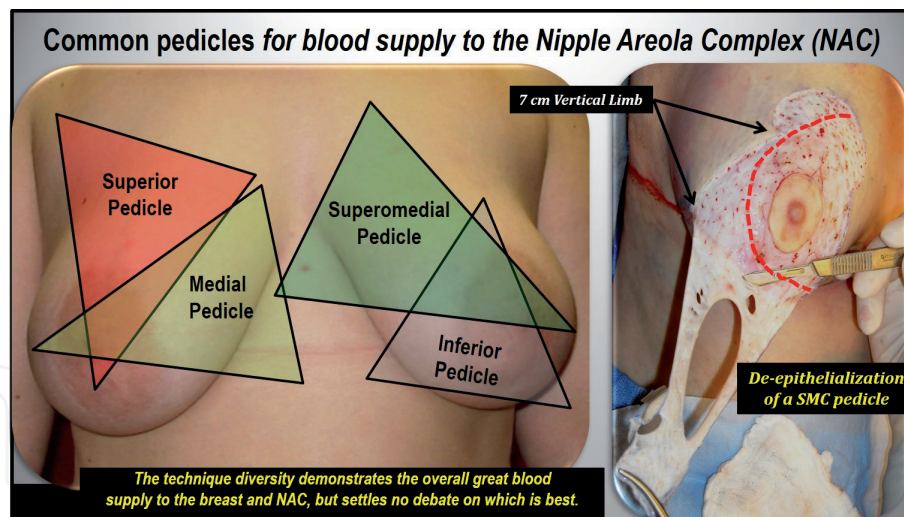 Common pedicles for blood supply to the Nipple Areola Complex (NAC)
Superior
Pedicle
Medial
Pedicle
Superomedial
Pedicle
Inferior
Pedicle
The technique diversity demonstrates the overall great blood
supply to the breast and NAC, but settles no debate on which is best.
7 cm Vertical Limb
De-epithelialization
of a SMC pedicle